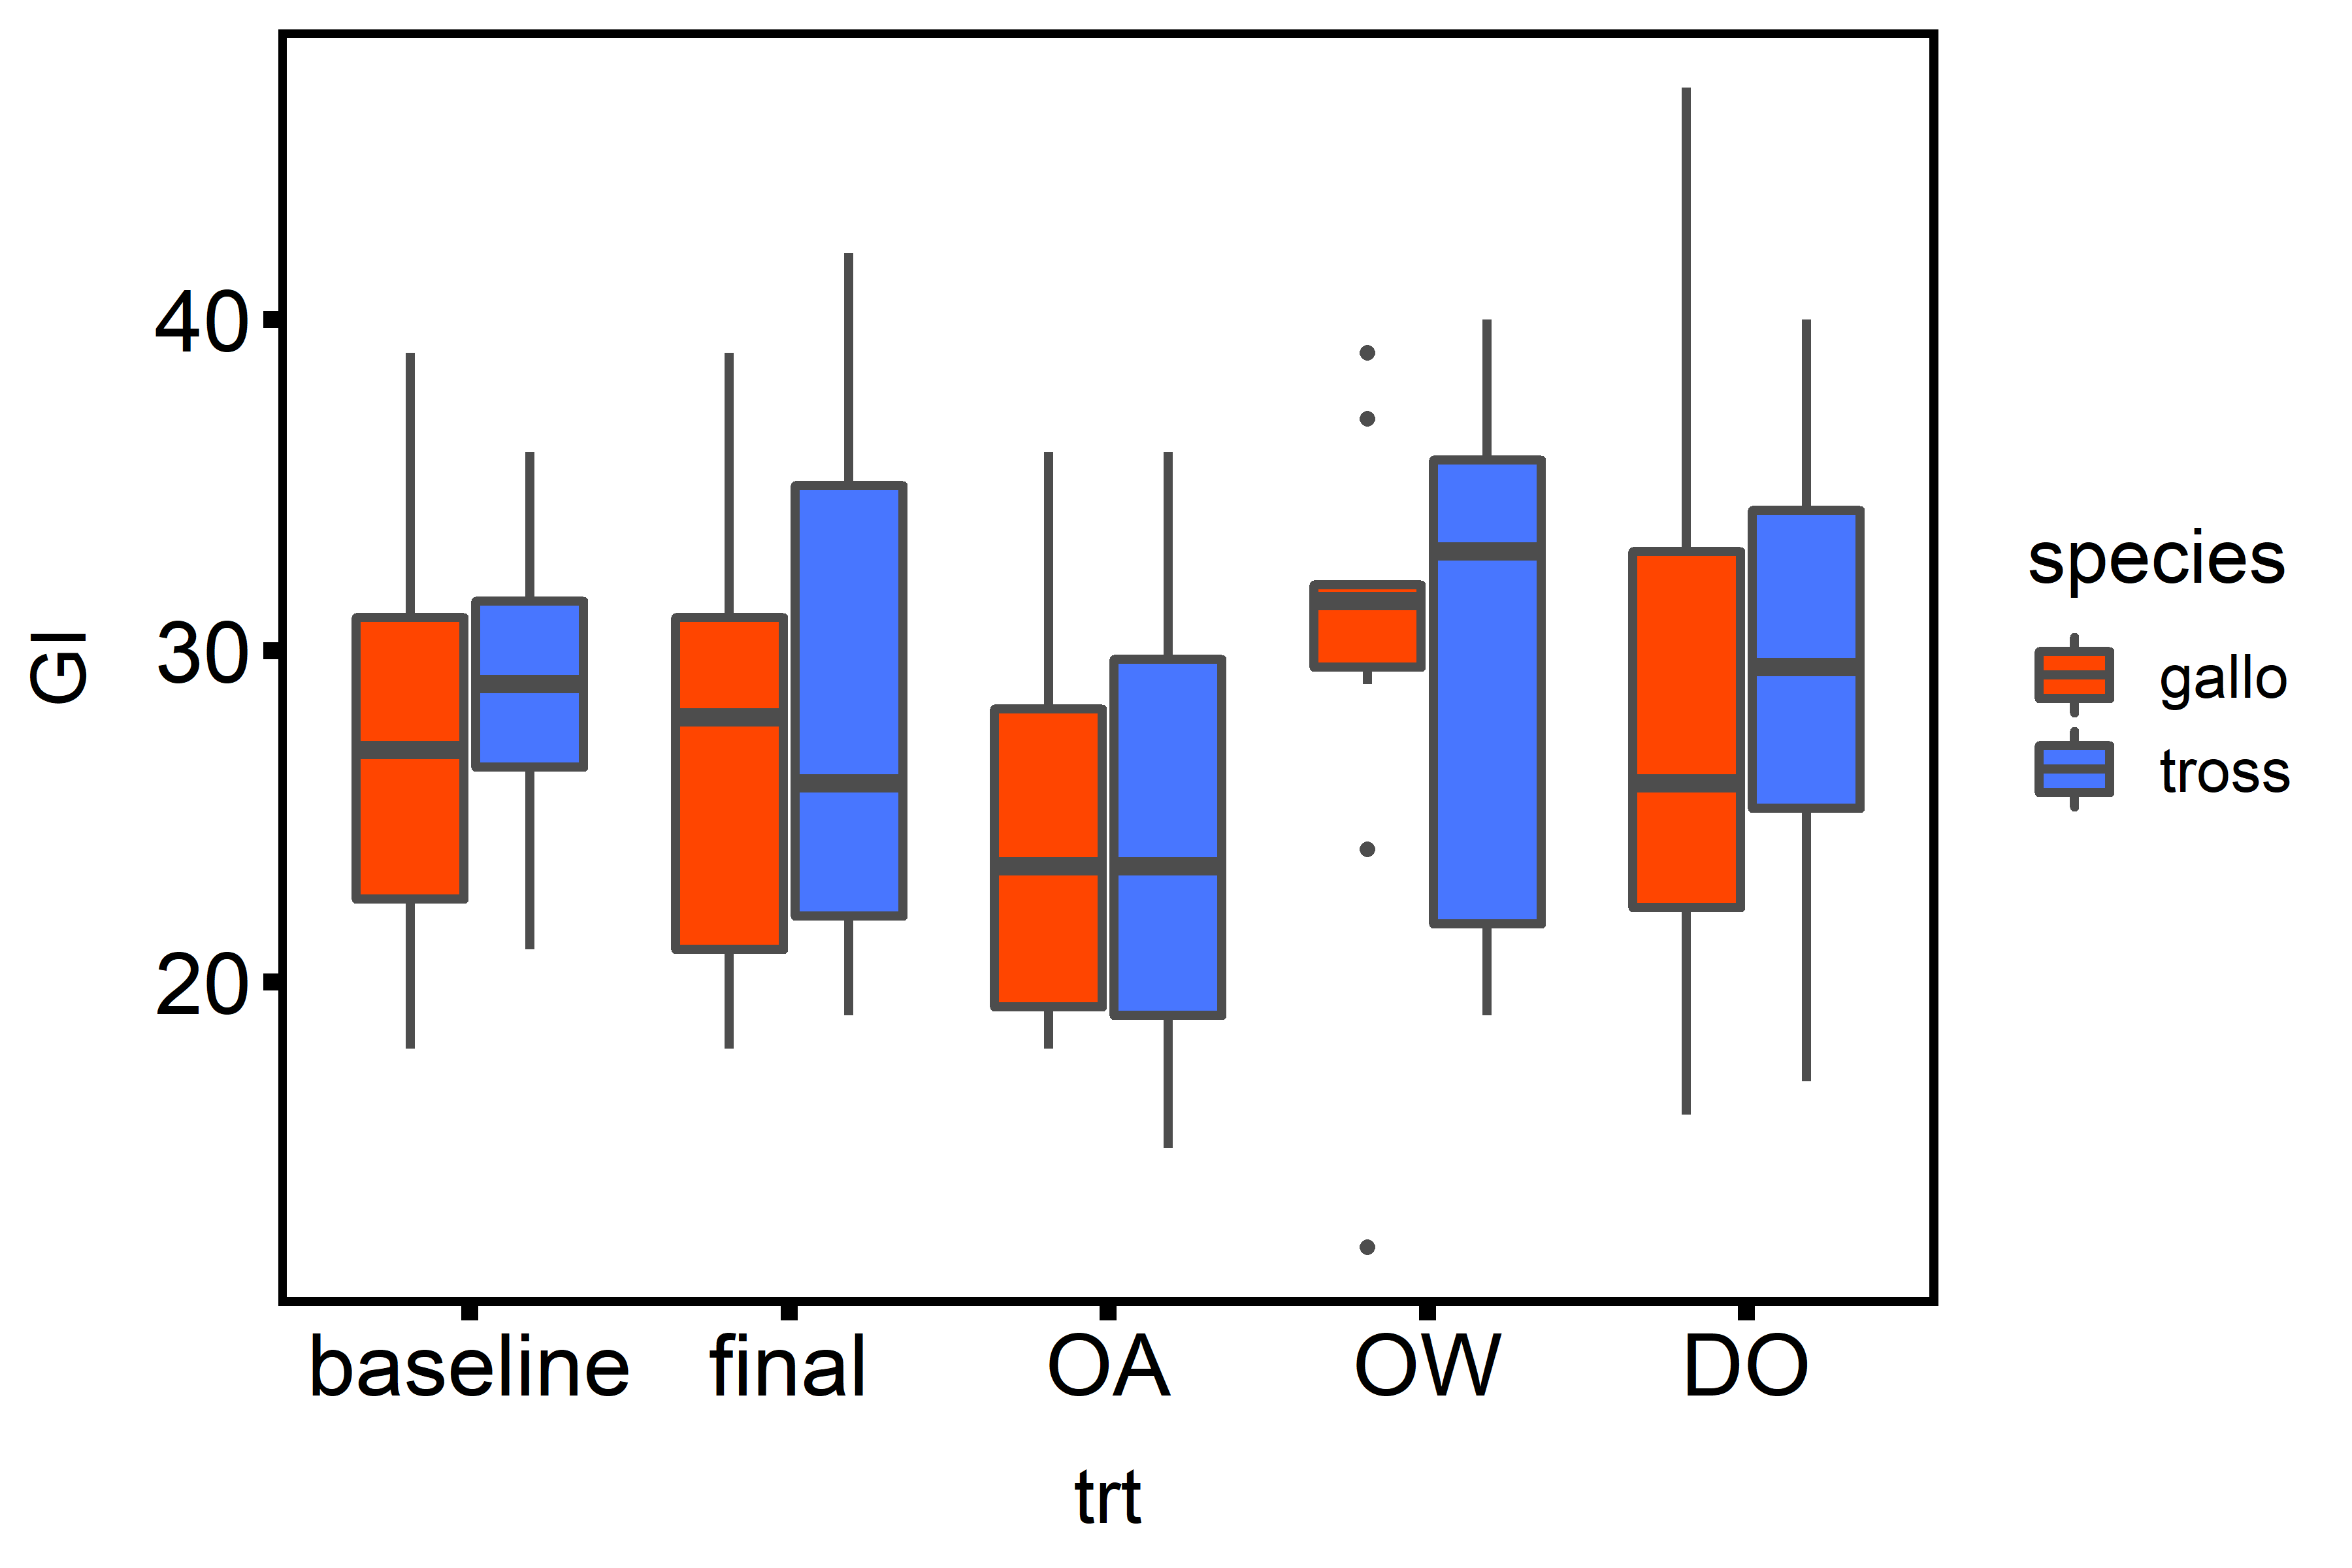 GI
40
30
20
baseline final OA OW DO
trt
species
gallo
tross